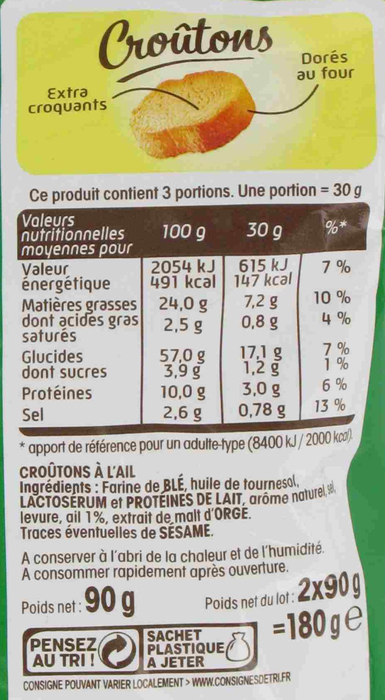 Croûtons
Dorés
au four
Extra
croquants
Ce produit contient 3 portions. Une portion = 30 g
Valeurs
nutritionnelles
moyennes pour
100 g 30 g %*
Valeur énergétique 2054 kJ 615 kJ 7 %
491 kcal 147 kcal
Matières grasses 24,0 g 7,2 g 10 %
dont acides gras saturés 2,5 g 0,8 g 4 %
Glucides 57,0 g 17,1 g 7 %
dont sucres 3,9 g 1,2 g 1 %
Protéines 10,0 g 3,0 g 6 %
Sel 2,6 g 0,78 g 13 %
* apport de référence pour un adulte-type (8400 kJ / 2000 kcal).
CROÛTONS À L'AIL
Ingrédients : Farine de BLÉ, huile de tournesol,
LACTOSERUM et PROTÉINES DE LAIT, arôme naturel, sel,
levure, ail 1%, extrait de malt d'ORGE.
Traces éventuelles de SÉSAME.
A conserver à l'abri de la chaleur et de l'humidité.
A consommer rapidement après ouverture.
Poids net : 90 g
Poids net du lot : 2x90g
=180g e
PENSEZ
AU TRI !
SACHET
PLASTIQUE
A JETER
CONSIGNE POUVANT VARIER LOCALEMENT > WWW.CONSIGNESDETRI.FR